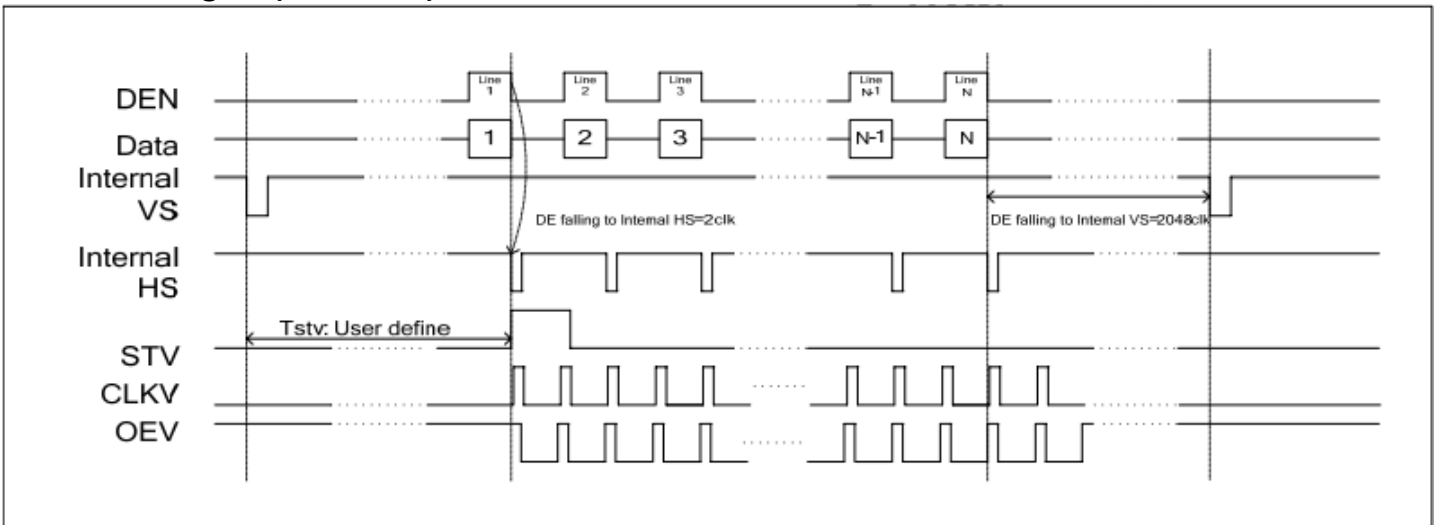 DEN Line 1 Line 2 Line 3 Line N-1 Line N
Data 1 2 3 N-1 N
Internal VS
DE falling to Internal HS=2clk
DE falling to Internal VS=2048clk
Internal HS
Tstv: User define
STV
CLKV
OEV